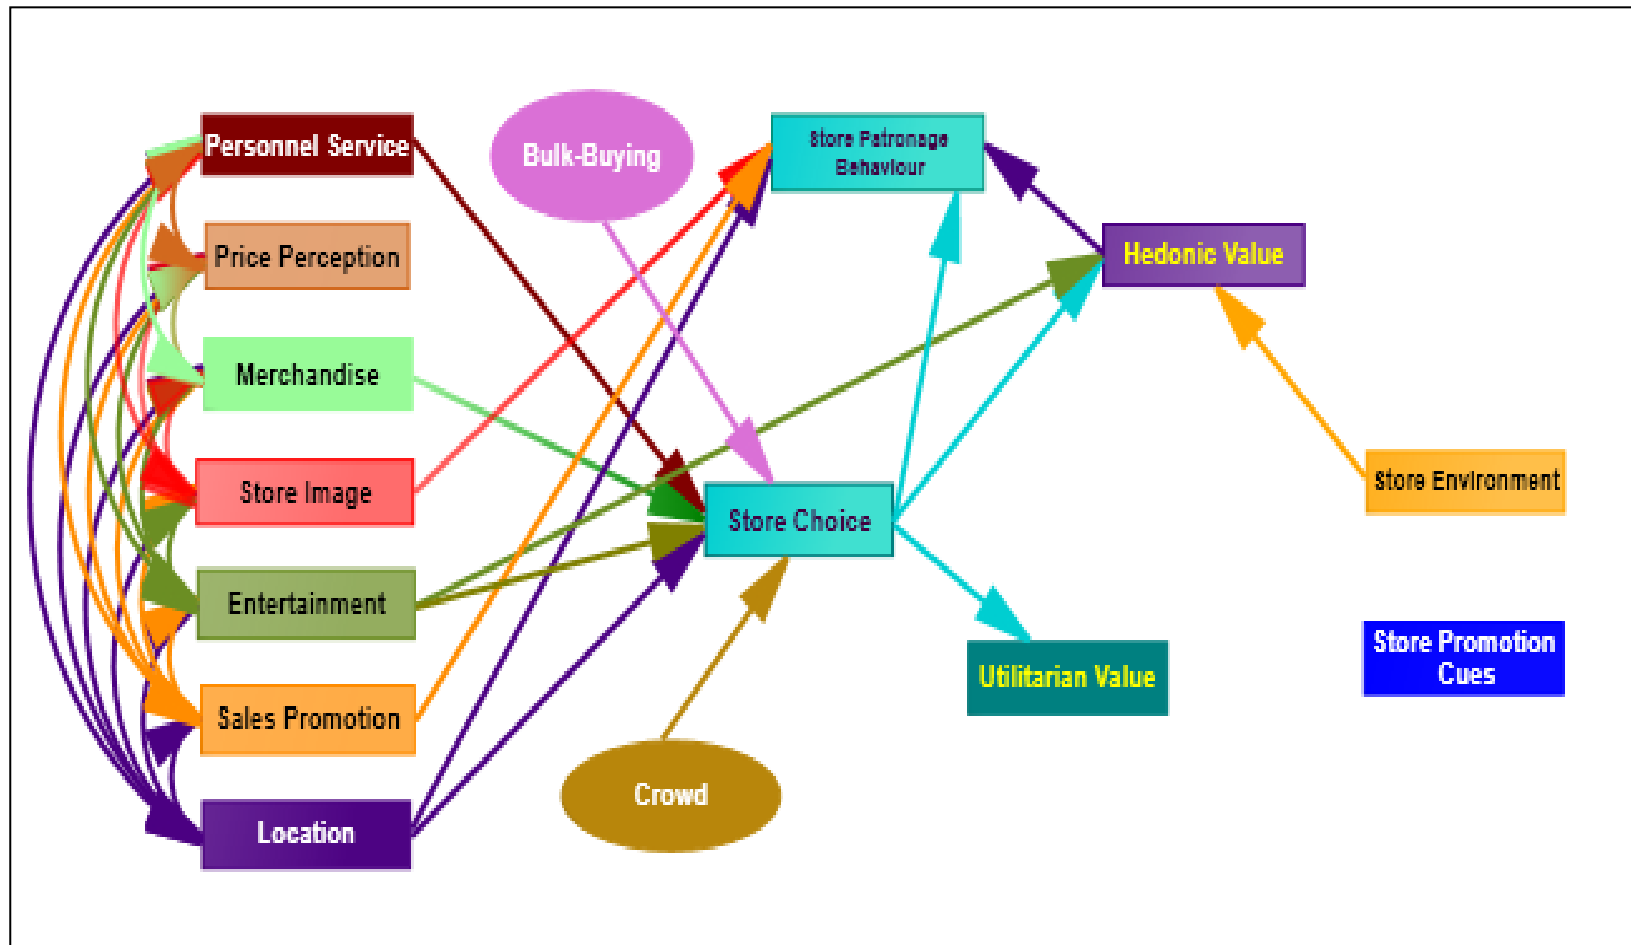 Personnel Service
Price Perception
Merchandise
Store Image
Entertainment
Sales Promotion
Location
Bulk-Buying
Crowd
Store Patronage
Behaviour
Store Choice
Hedonic Value
Utilitarian Value
Store Environment
Store Promotion
Cues